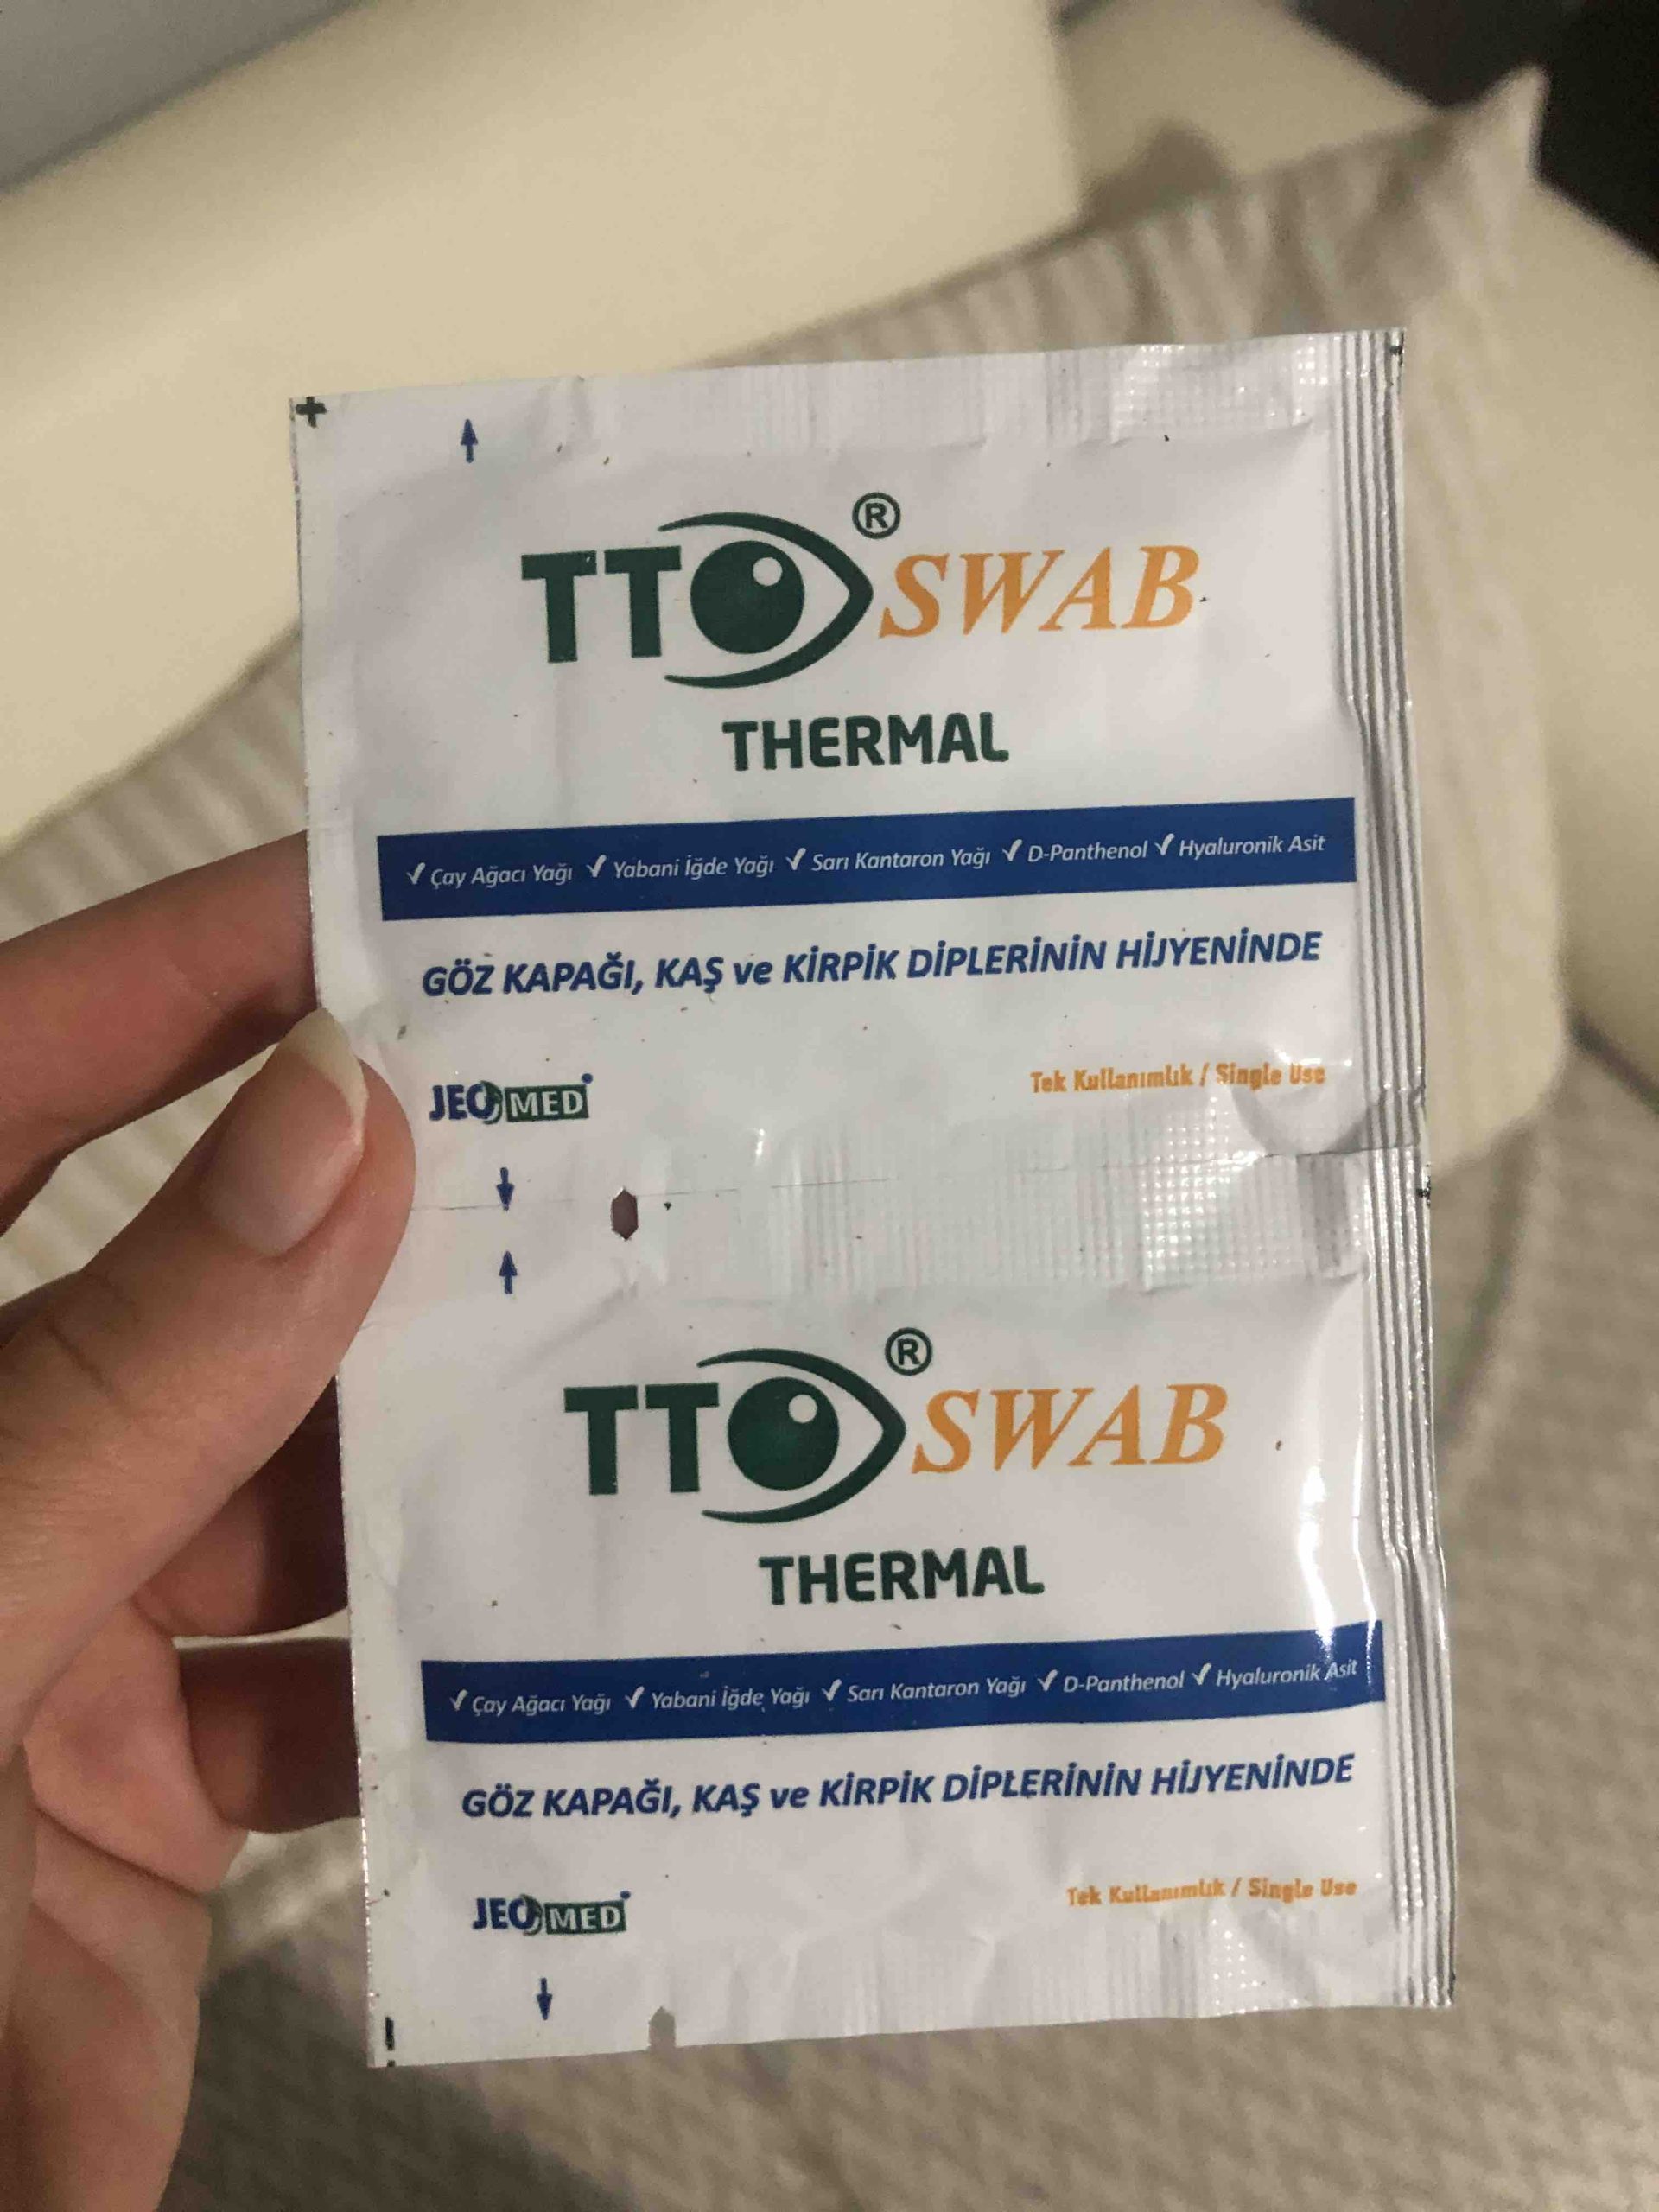 TTO®SWAB
THERMAL
✓ Çay Ağacı Yağı ✓ Yabani İğde Yağı ✓ Sarı Kantaron Yağı ✓ D-Panthenol ✓ Hyaluronik Asit
GÖZ KAPAĞI, KAŞ ve KİRPİK DİPLERİNİN HİJYENİNDE
Tek Kullanımlık / Single Use
JEOMED
TTO®SWAB
THERMAL
✓ Çay Ağacı Yağı ✓ Yabani İğde Yağı ✓ Sarı Kantaron Yağı ✓ D-Panthenol ✓ Hyaluronik Asit
GÖZ KAPAĞI, KAŞ ve KİRPİK DİPLERİNİN HİJYENİNDE
Tek Kullanımlık / Single Use
JEOMED